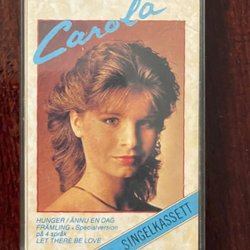 Carola
HUNGER / ÄNNU EN DAG
FRÄMLING • Specialversion
på 4 språk
LET THERE BE LOVE
SINGELKASSETT